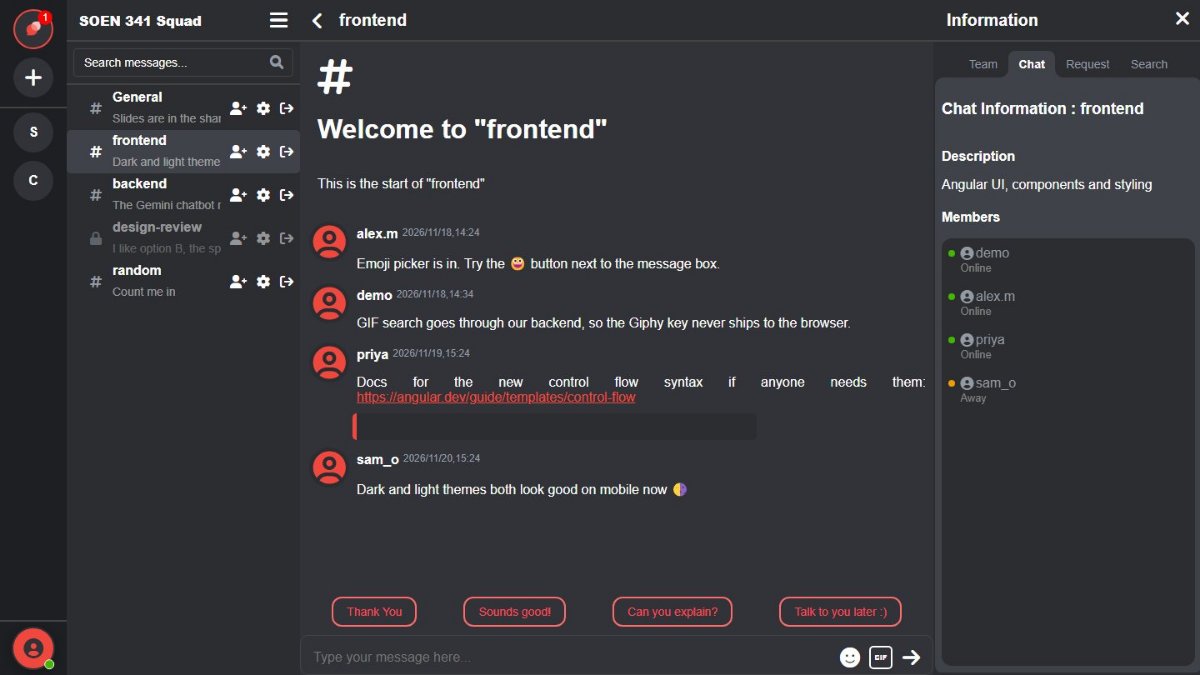 1
S
C
SOEN 341 Squad
Search messages...
General
Slides are in the shar
frontend
Dark and light theme
backend
The Gemini chatbot r
design-review
I like option B, the sp
random
Count me in
frontend
#
Welcome to "frontend"
This is the start of "frontend"
alex.m 2026/11/18,14:24
Emoji picker is in. Try the 😀 button next to the message box.
demo 2026/11/18,14:34
GIF search goes through our backend, so the Giphy key never ships to the browser.
priya 2026/11/19,15:24
Docs for the new control flow syntax if anyone needs them:
https://angular.dev/guide/templates/control-flow
sam_o 2026/11/20,15:24
Dark and light themes both look good on mobile now 🌗
Thank You
Sounds good!
Can you explain?
Talk to you later :)
Type your message here...
GIF
Information
Team Chat Request Search
Chat Information : frontend
Description
Angular UI, components and styling
Members
demo
Online
alex.m
Online
priya
Online
sam_o
Away